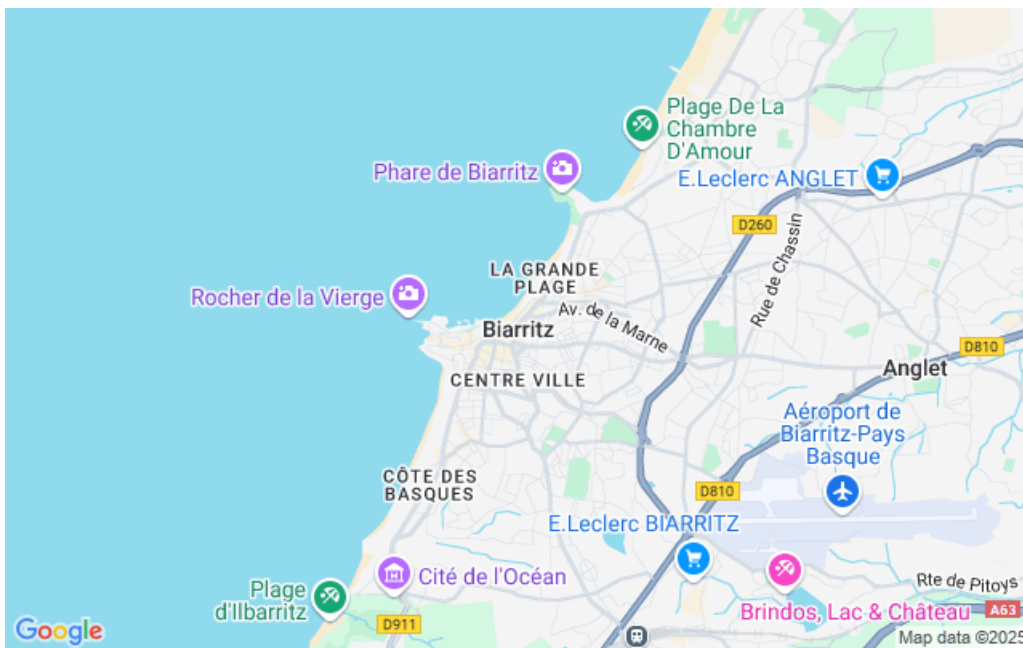 Plage De La
Chambre
D'Amour
Phare de Biarritz
E.Leclerc ANGLET
D260
Rue de Chassin
LA GRANDE
PLAGE
Rocher de la Vierge
Av. de la Marne
Biarritz
D810
Anglet
CENTRE VILLE
Aéroport de
Biarritz-Pays
Basque
CÔTE DES
BASQUES
D810
E.Leclerc BIARRITZ
Cité de l'Océan
Plage
d'Ilbarritz
Rte de Pitoys
Brindos, Lac & Château
A63
D911
Google
Map data ©2025